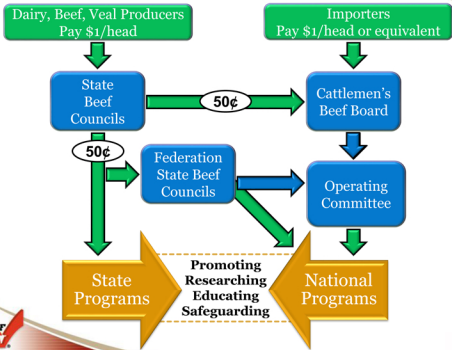 Dairy, Beef, Veal Producers
Pay $1/head
Importers
Pay $1/head or equivalent
State
Beef
Councils
50¢
Cattlemen's
Beef Board
50¢
Federation
State Beef
Councils
Operating
Committee
State
Programs
Promoting
Researching
Educating
Safeguarding
National
Programs